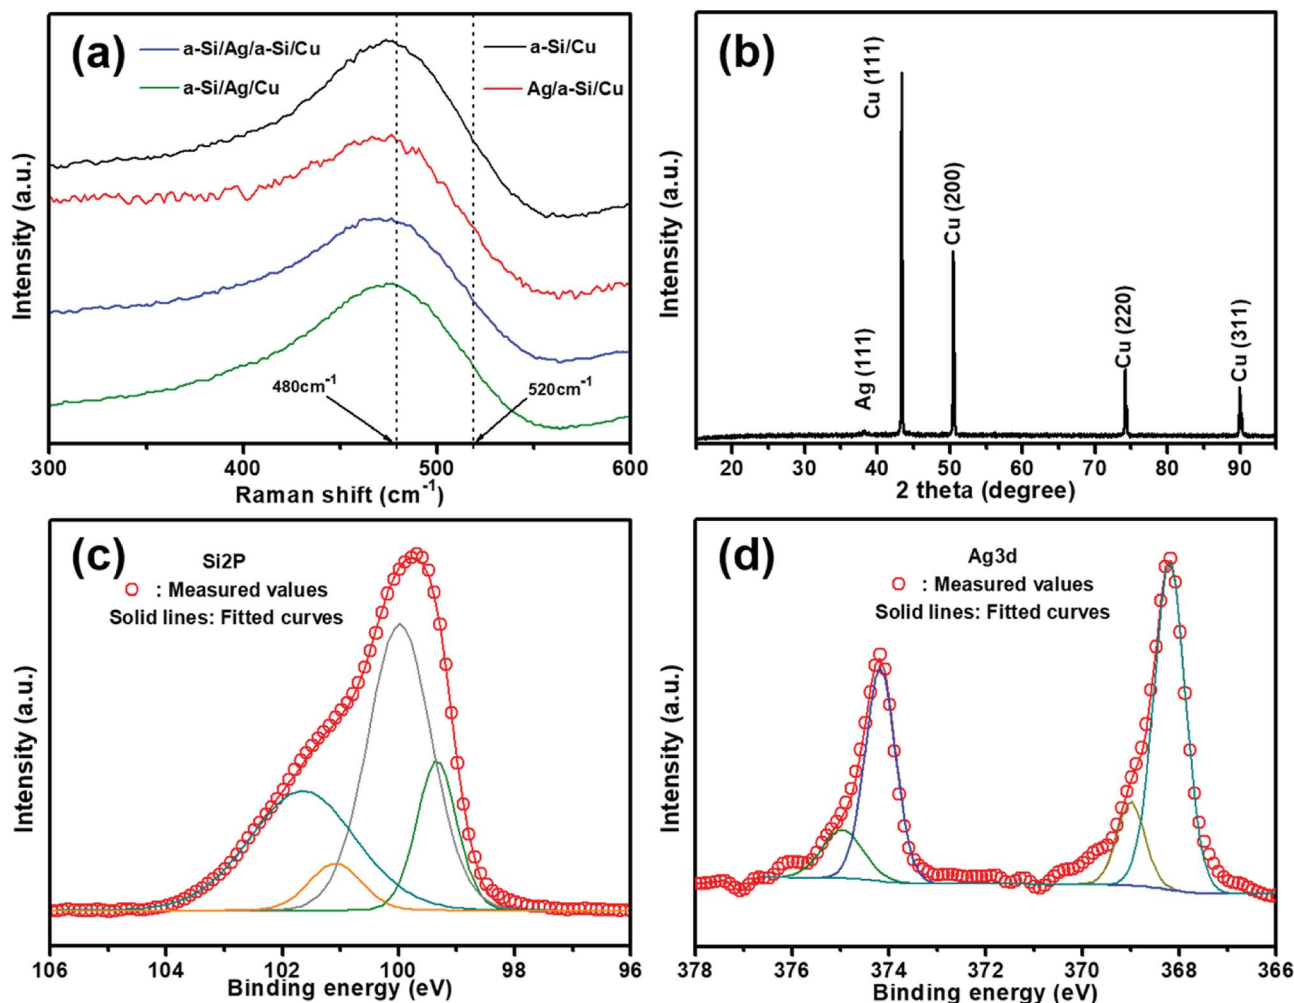 (a)
a-Si/Ag/a-Si/Cu
a-Si/Ag/Cu
a-Si/Cu
Ag/a-Si/Cu
480cm⁻¹
520cm⁻¹
Intensity (a.u.)
300 400 500 600
Raman shift (cm⁻¹)
(b)
Ag (111)
Cu (111)
Cu (200)
Cu (220)
Cu (311)
Intensity (a.u.)
20 30 40 50 60 70 80 90
2 theta (degree)
(c)
Si2P
: Measured values
Solid lines: Fitted curves
Intensity (a.u.)
106 104 102 100 98 96
Binding energy (eV)
(d)
Ag3d
: Measured values
Solid lines: Fitted curves
Intensity (a.u.)
378 376 374 372 370 368 366
Binding energy (eV)